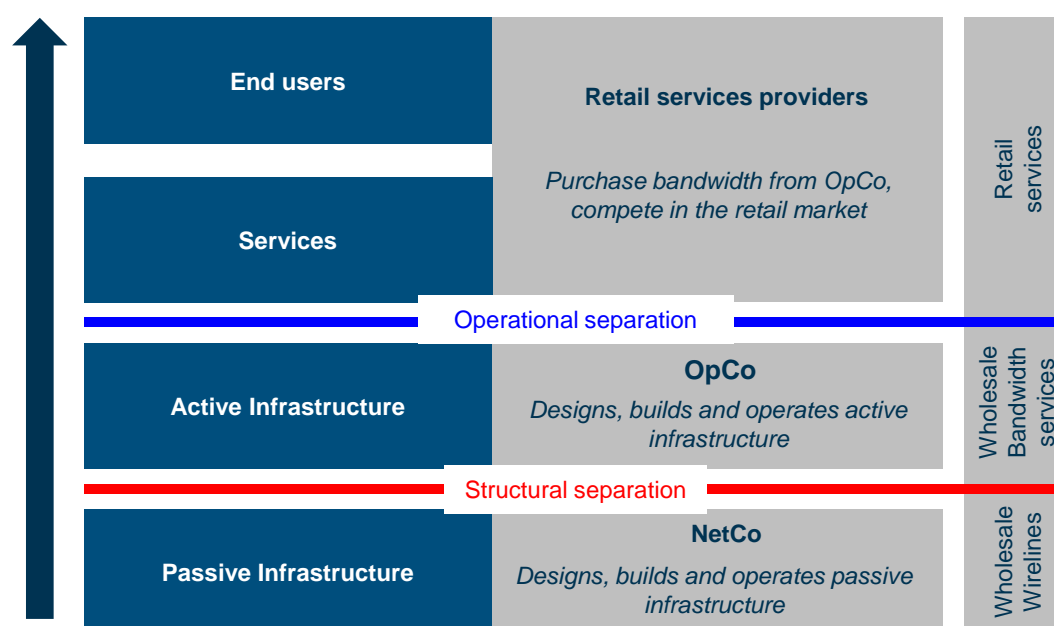 End users
Retail services providers
Purchase bandwidth from OpCo,
compete in the retail market
Services
Retail
services
Operational separation
Active Infrastructure
OpCo
Designs, builds and operates active
infrastructure
Wholesale
Bandwidth
services
Structural separation
Passive Infrastructure
NetCo
Designs, builds and operates passive
infrastructure
Wholesale
Wirelines